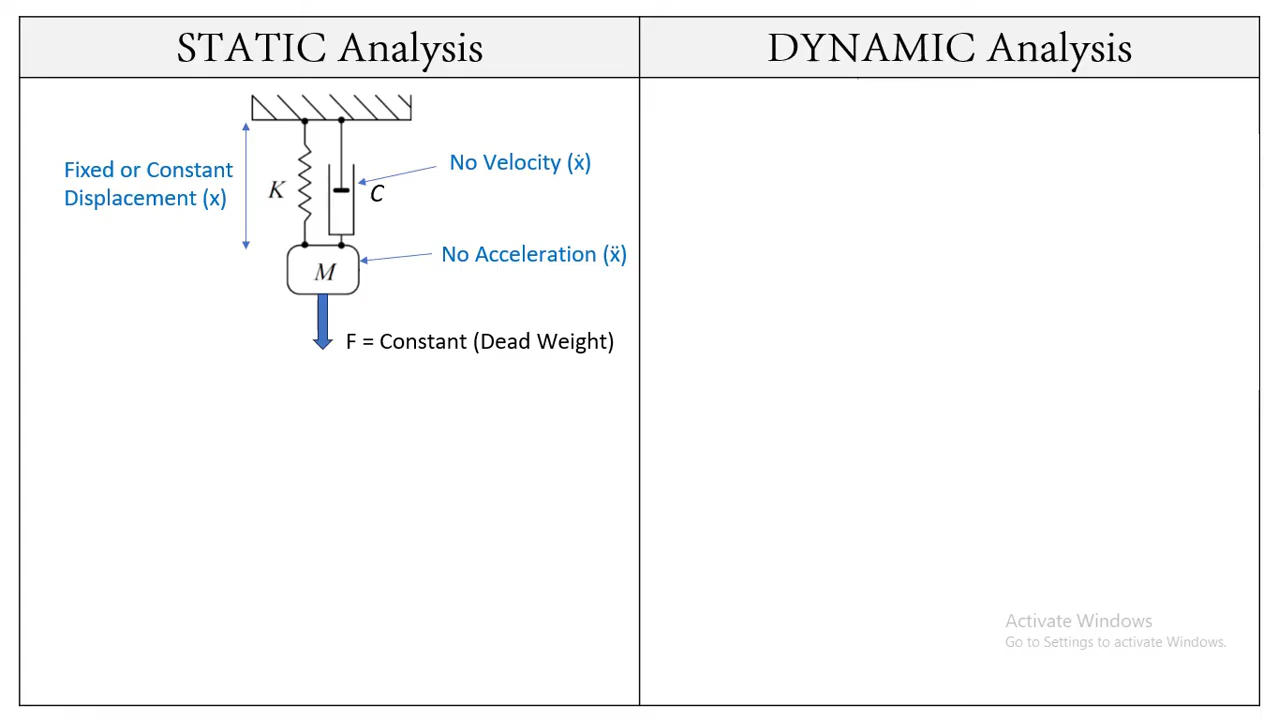 STATIC Analysis
DYNAMIC Analysis
Fixed or Constant
Displacement (x)
K
C
No Velocity (ẋ)
No Acceleration (ẍ)
M
F = Constant (Dead Weight)
Activate Windows
Go to Settings to activate Windows.